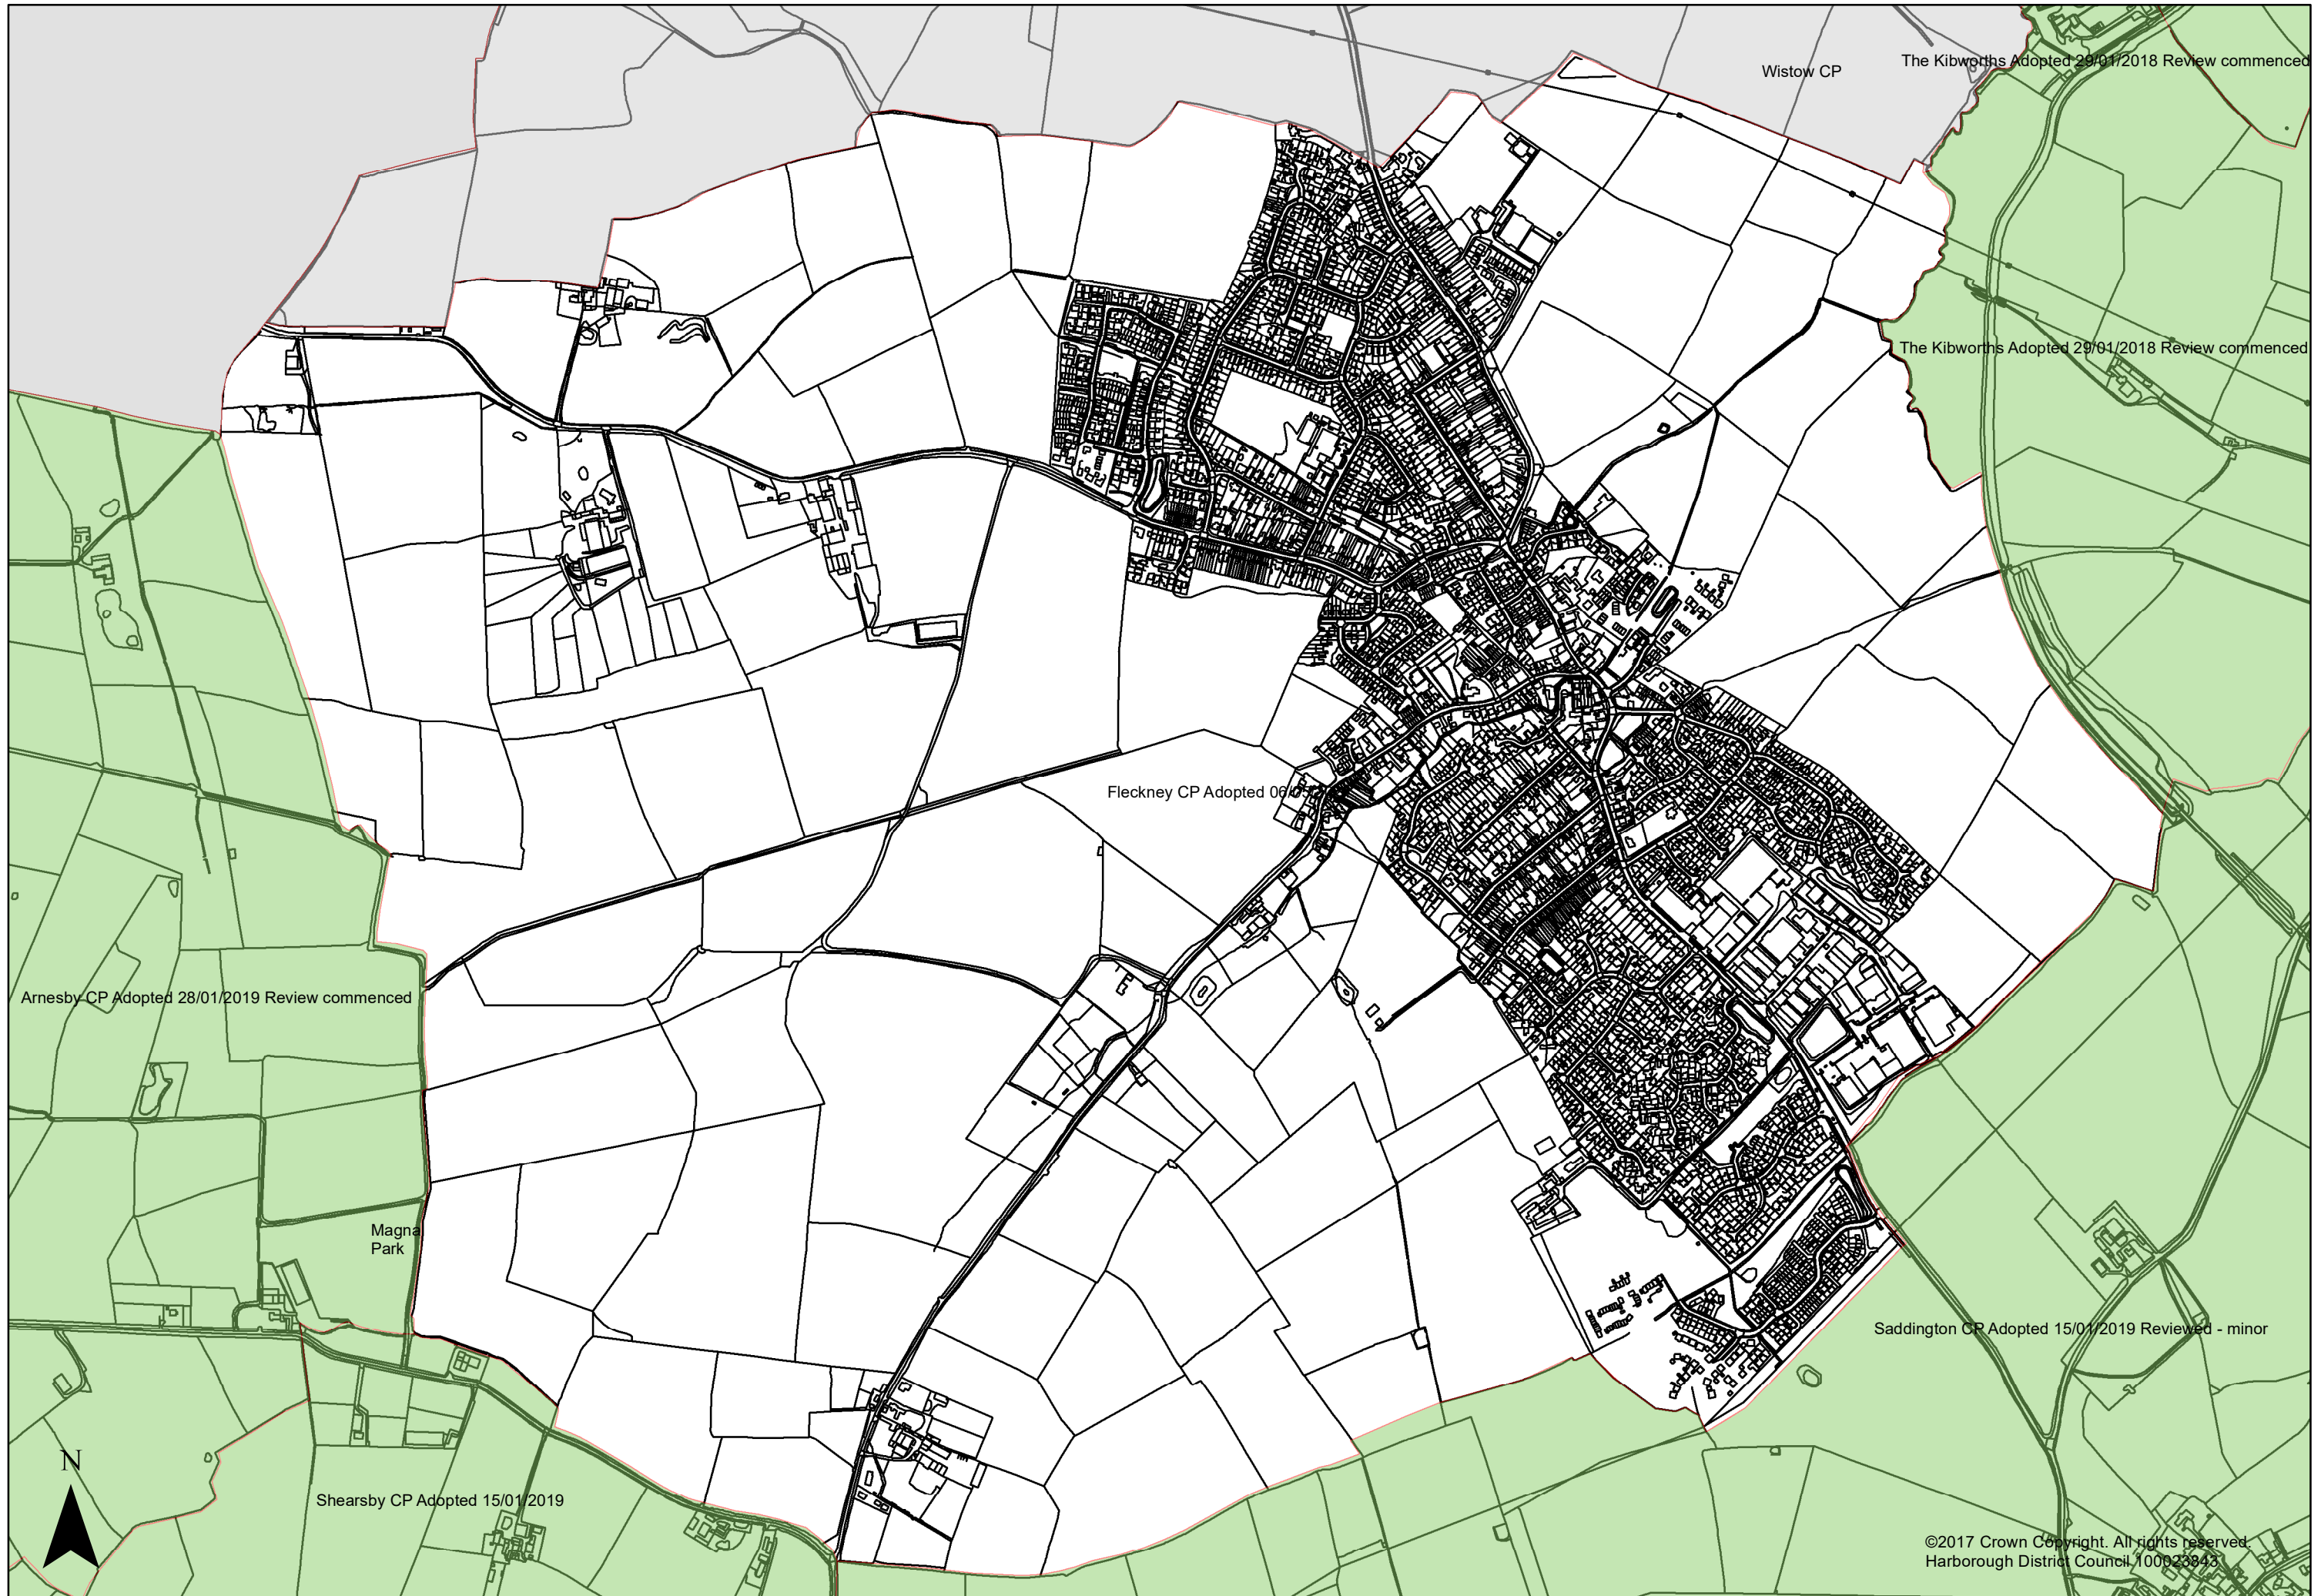 The Kibworths Adopted 29/01/2018 Review commenced
Wistow CP
The Kibworths Adopted 29/01/2018 Review commenced
Fleckney CP Adopted
Arnesby CP Adopted 28/01/2019 Review commenced
Magna
Park
Saddington CP Adopted 15/01/2019 Reviewed - minor
N
Shearsby CP Adopted 15/01/2019
©2017 Crown Copyright. All rights reserved.
Harborough District Council 100023843